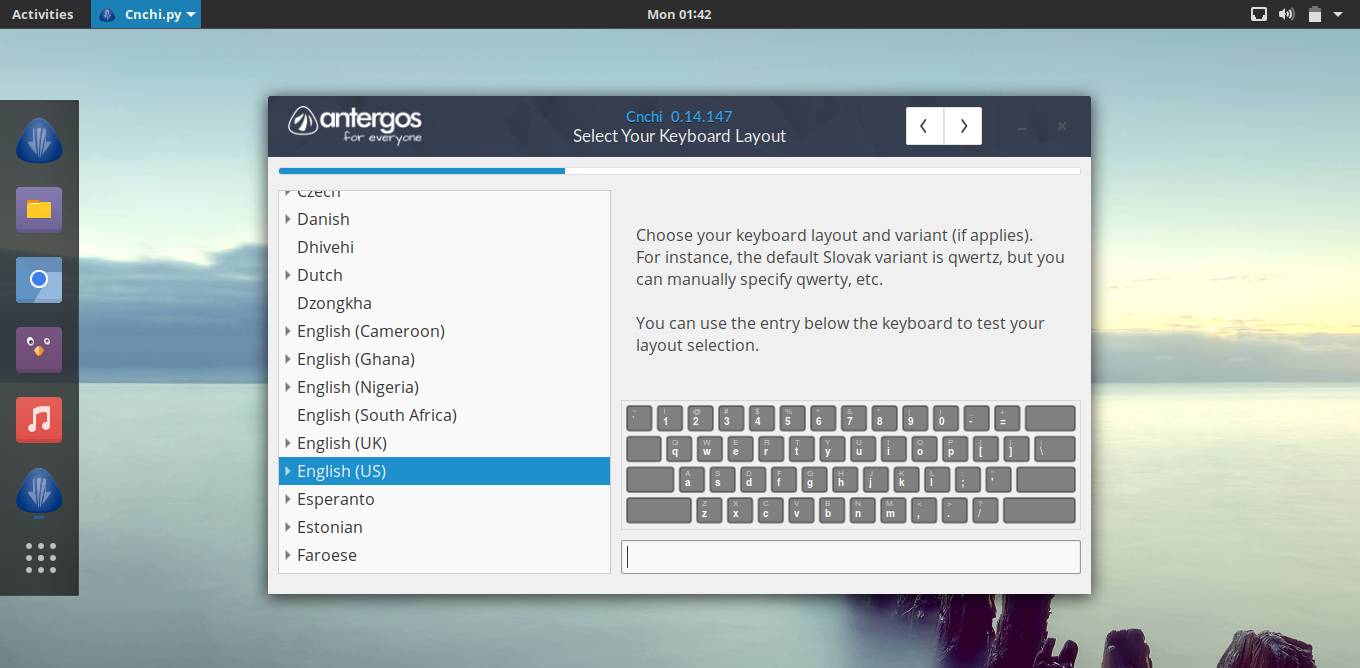 Activities
Cnchi.py
Mon 01:42
antergos
for everyone
Cnchi 0.14.147
Select Your Keyboard Layout
Czech
Danish
Dhivehi
Dutch
Dzongkha
English (Cameroon)
English (Ghana)
English (Nigeria)
English (South Africa)
English (UK)
English (US)
Esperanto
Estonian
Faroese
Choose your keyboard layout and variant (if applies).
For instance, the default Slovak variant is qwertz, but you
can manually specify qwerty, etc.
You can use the entry below the keyboard to test your
layout selection.
~ ! @ # $ % ^ & * ( ) _ +
` 1 2 3 4 5 6 7 8 9 0 - =
Q W E R T Y U I O P { } |
q w e r t y u i o p [ ] \
A S D F G H J K L : "
a s d f g h j k l ; '
Z X C V B N M < > ?
z x c v b n m , . /